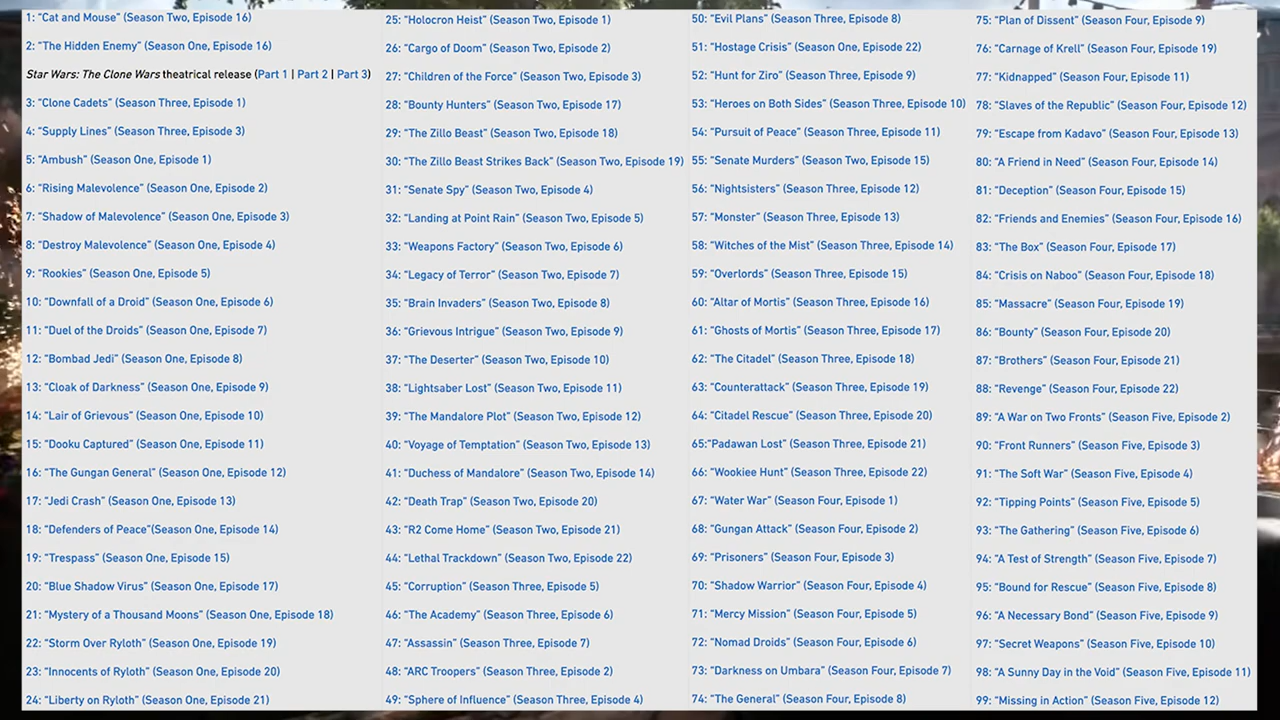 1: “Cat and Mouse” (Season Two, Episode 16)
2: “The Hidden Enemy” (Season One, Episode 16)
Star Wars: The Clone Wars theatrical release (Part 1 | Part 2 | Part 3)
3: “Clone Cadets” (Season Three, Episode 1)
4: “Supply Lines” (Season Three, Episode 3)
5: “Ambush” (Season One, Episode 1)
6: “Rising Malevolence” (Season One, Episode 2)
7: “Shadow of Malevolence” (Season One, Episode 3)
8: “Destroy Malevolence” (Season One, Episode 4)
9: “Rookies” (Season One, Episode 5)
10: “Downfall of a Droid” (Season One, Episode 6)
11: “Duel of the Droids” (Season One, Episode 7)
12: “Bombad Jedi” (Season One, Episode 8)
13: “Cloak of Darkness” (Season One, Episode 9)
14: “Lair of Grievous” (Season One, Episode 10)
15: “Dooku Captured” (Season One, Episode 11)
16: “The Gungan General” (Season One, Episode 12)
17: “Jedi Crash” (Season One, Episode 13)
18: “Defenders of Peace”(Season One, Episode 14)
19: “Trespass” (Season One, Episode 15)
20: “Blue Shadow Virus” (Season One, Episode 17)
21: “Mystery of a Thousand Moons” (Season One, Episode 18)
22: “Storm Over Ryloth” (Season One, Episode 19)
23: “Innocents of Ryloth” (Season One, Episode 20)
24: “Liberty on Ryloth” (Season One, Episode 21)
25: “Holocron Heist” (Season Two, Episode 1)
26: “Cargo of Doom” (Season Two, Episode 2)
27: “Children of the Force” (Season Two, Episode 3)
28: “Bounty Hunters” (Season Two, Episode 17)
29: “The Zillo Beast” (Season Two, Episode 18)
30: “The Zillo Beast Strikes Back” (Season Two, Episode 19)
31: “Senate Spy” (Season Two, Episode 4)
32: “Landing at Point Rain” (Season Two, Episode 5)
33: “Weapons Factory” (Season Two, Episode 6)
34: “Legacy of Terror” (Season Two, Episode 7)
35: “Brain Invaders” (Season Two, Episode 8)
36: “Grievous Intrigue” (Season Two, Episode 9)
37: “The Deserter” (Season Two, Episode 10)
38: “Lightsaber Lost” (Season Two, Episode 11)
39: “The Mandalore Plot” (Season Two, Episode 12)
40: “Voyage of Temptation” (Season Two, Episode 13)
41: “Duchess of Mandalore” (Season Two, Episode 14)
42: “Death Trap” (Season Two, Episode 20)
43: “R2 Come Home” (Season Two, Episode 21)
44: “Lethal Trackdown” (Season Two, Episode 22)
45: “Corruption” (Season Three, Episode 5)
46: “The Academy” (Season Three, Episode 6)
47: “Assassin” (Season Three, Episode 7)
48: “ARC Troopers” (Season Three, Episode 2)
49: “Sphere of Influence” (Season Three, Episode 4)
50: “Evil Plans” (Season Three, Episode 8)
51: “Hostage Crisis” (Season One, Episode 22)
52: “Hunt for Ziro” (Season Three, Episode 9)
53: “Heroes on Both Sides” (Season Three, Episode 10)
54: “Pursuit of Peace” (Season Three, Episode 11)
55: “Senate Murders” (Season Two, Episode 15)
56: “Nightsisters” (Season Three, Episode 12)
57: “Monster” (Season Three, Episode 13)
58: “Witches of the Mist” (Season Three, Episode 14)
59: “Overlords” (Season Three, Episode 15)
60: “Altar of Mortis” (Season Three, Episode 16)
61: “Ghosts of Mortis” (Season Three, Episode 17)
62: “The Citadel” (Season Three, Episode 18)
63: “Counterattack” (Season Three, Episode 19)
64: “Citadel Rescue” (Season Three, Episode 20)
65:“Padawan Lost” (Season Three, Episode 21)
66: “Wookiee Hunt” (Season Three, Episode 22)
67: “Water War” (Season Four, Episode 1)
68: “Gungan Attack” (Season Four, Episode 2)
69: “Prisoners” (Season Four, Episode 3)
70: “Shadow Warrior” (Season Four, Episode 4)
71: “Mercy Mission” (Season Four, Episode 5)
72: “Nomad Droids” (Season Four, Episode 6)
73: “Darkness on Umbara” (Season Four, Episode 7)
74: “The General” (Season Four, Episode 8)
75: “Plan of Dissent” (Season Four, Episode 9)
76: “Carnage of Krell” (Season Four, Episode 19)
77: “Kidnapped” (Season Four, Episode 11)
78: “Slaves of the Republic” (Season Four, Episode 12)
79: “Escape from Kadavo” (Season Four, Episode 13)
80: “A Friend in Need” (Season Four, Episode 14)
81: “Deception” (Season Four, Episode 15)
82: “Friends and Enemies” (Season Four, Episode 16)
83: “The Box” (Season Four, Episode 17)
84: “Crisis on Naboo” (Season Four, Episode 18)
85: “Massacre” (Season Four, Episode 19)
86: “Bounty” (Season Four, Episode 20)
87: “Brothers” (Season Four, Episode 21)
88: “Revenge” (Season Four, Episode 22)
89: “A War on Two Fronts” (Season Five, Episode 2)
90: “Front Runners” (Season Five, Episode 3)
91: “The Soft War” (Season Five, Episode 4)
92: “Tipping Points” (Season Five, Episode 5)
93: “The Gathering” (Season Five, Episode 6)
94: “A Test of Strength” (Season Five, Episode 7)
95: “Bound for Rescue” (Season Five, Episode 8)
96: “A Necessary Bond” (Season Five, Episode 9)
97: “Secret Weapons” (Season Five, Episode 10)
98: “A Sunny Day in the Void” (Season Five, Episode 11)
99: “Missing in Action” (Season Five, Episode 12)